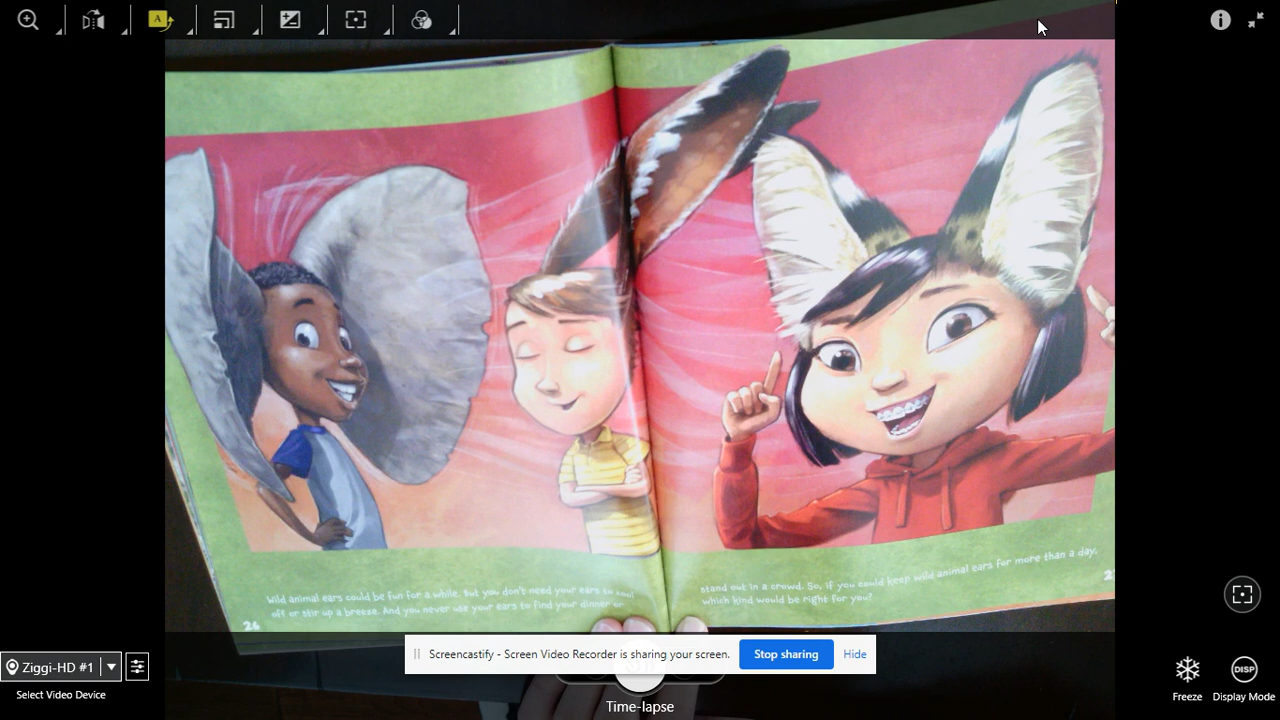 A
Wild animal ears could be fun for a while. But you don't need your ears to cool
off or stir up a breeze. And you never use your ears to find your dinner or
26
stand out in a crowd. So, if you could keep wild animal ears for more than a day,
which kind would be right for you?
Screencastify - Screen Video Recorder is sharing your screen.
Stop sharing
Hide
Ziggi-HD #1
Select Video Device
Time-lapse
Freeze
DISP
Display Mode